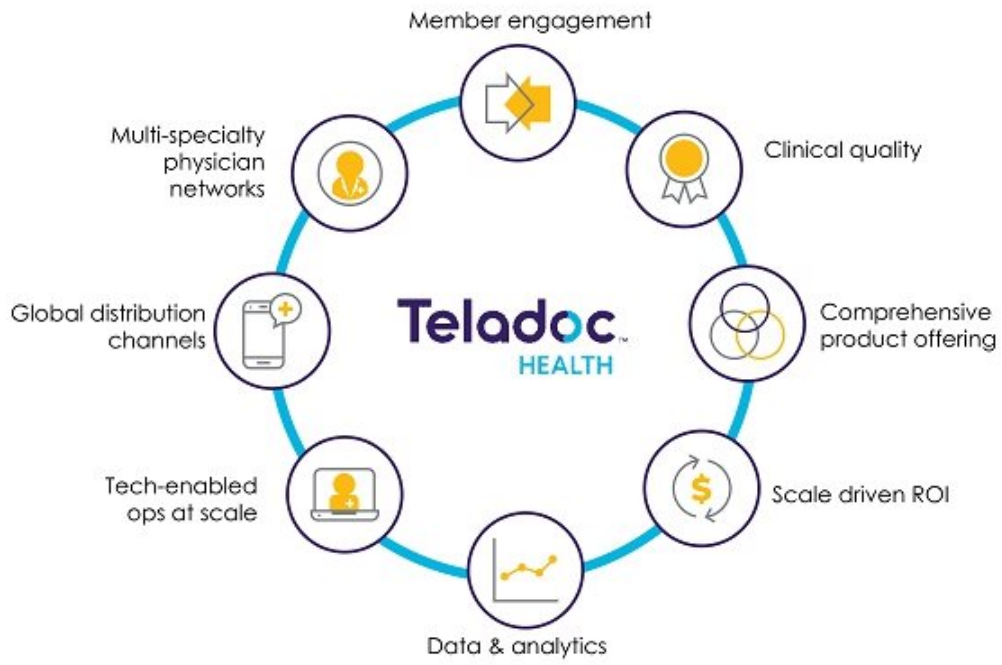 Member engagement
Clinical quality
Comprehensive
product offering
Scale driven ROI
Data & analytics
Tech-enabled
ops at scale
Global distribution
channels
Multi-specialty
physician
networks
Teladoc™
HEALTH
$